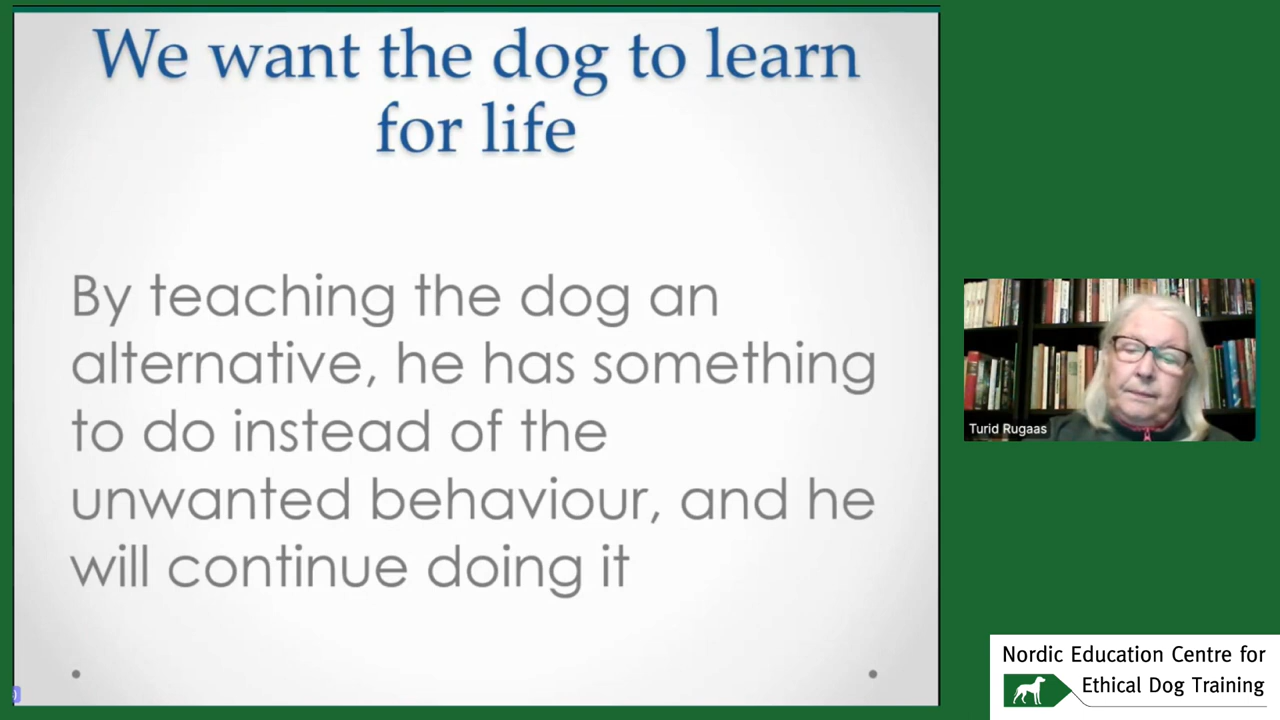 We want the dog to learn
for life
By teaching the dog an
alternative, he has something
to do instead of the
unwanted behaviour, and he
will continue doing it
Turid Rugaas
Nordic Education Centre for
Ethical Dog Training